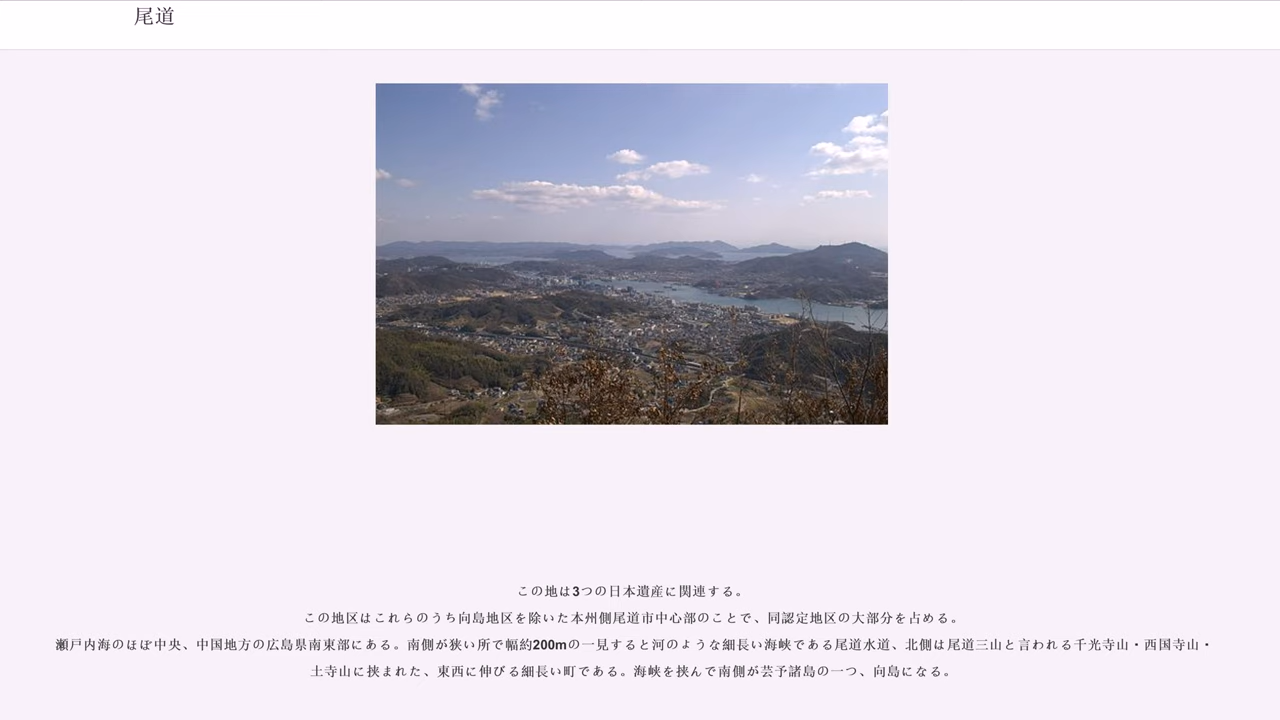 尾道
この地は3つの日本遺産に関連する。
この地区はこれらのうち向島地区を除いた本州側尾道市中心部のことで、同認定地区の大部分を占める。
瀬戸内海のほぼ中央、中国地方の広島県南東部にある。南側が狭い所で幅約200mの一見すると河のような細長い海峡である尾道水道、北側は尾道三山と言われる千光寺山・西国寺山・
土寺山に挟まれた、東西に伸びる細長い町である。海峡を挟んで南側が芸予諸島の一つ、向島になる。